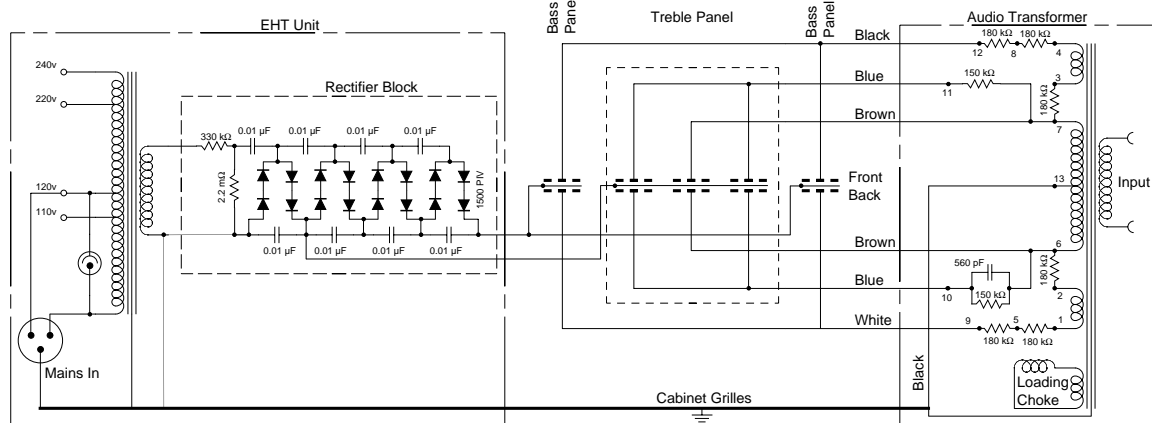 EHT Unit
Bass Panel
Treble Panel
Bass Panel
Audio Transformer
240v
220v
120v
110v
Mains In
Rectifier Block
330 kΩ
0.01 µF
0.01 µF
0.01 µF
0.01 µF
2.2 mΩ
1500 PIV
0.01 µF
0.01 µF
0.01 µF
0.01 µF
Front
Back
Black
Blue
Brown
Brown
Blue
White
180 kΩ
180 kΩ
12
8
4
150 kΩ
11
3
180 kΩ
7
13
Input
6
560 pF
180 kΩ
150 kΩ
10
2
9
5
1
180 kΩ
180 kΩ
Black
Loading
Choke
Cabinet Grilles